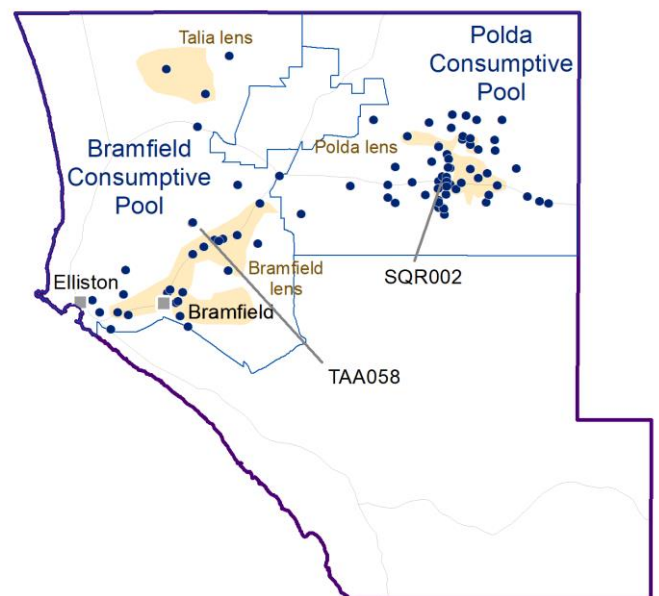 Talia lens
Polda
Consumptive
Pool
Polda lens
Bramfield
Consumptive
Pool
SQR002
Elliston
Bramfield
lens
Bramfield
TAA058